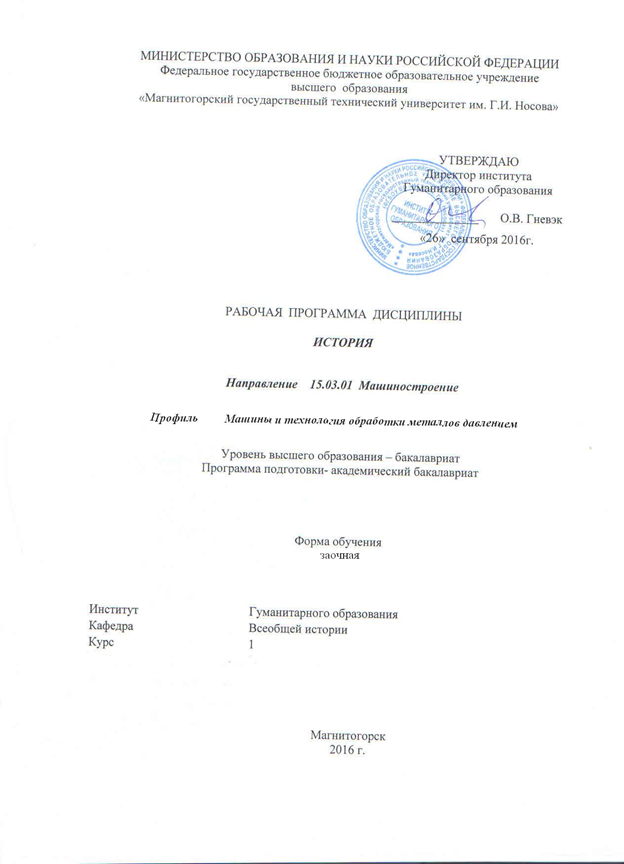 МИНИСТЕРСТВО ОБРАЗОВАНИЯ И НАУКИ РОССИЙСКОЙ ФЕДЕРАЦИИ
Федеральное государственное бюджетное образовательное учреждение
высшего образования
«Магнитогорский государственный технический университет им. Г.И. Носова»
УТВЕРЖДАЮ
Директор института
Гуманитарного образования
О.В. Гневэк
«26» сентября 2016г.
ИНСТИТУТ
ГУМАНИТАРНОГО
ОБРАЗОВАНИЯ
РАБОЧАЯ ПРОГРАММА ДИСЦИПЛИНЫ
ИСТОРИЯ
Направление 15.03.01 Машиностроение
Профиль Машины и технология обработки металлов давлением
Уровень высшего образования – бакалавриат
Программа подготовки- академический бакалавриат
Форма обучения
заочная
Институт Гуманитарного образования
Кафедра Всеобщей истории
Курс 1
Магнитогорск
2016 г.